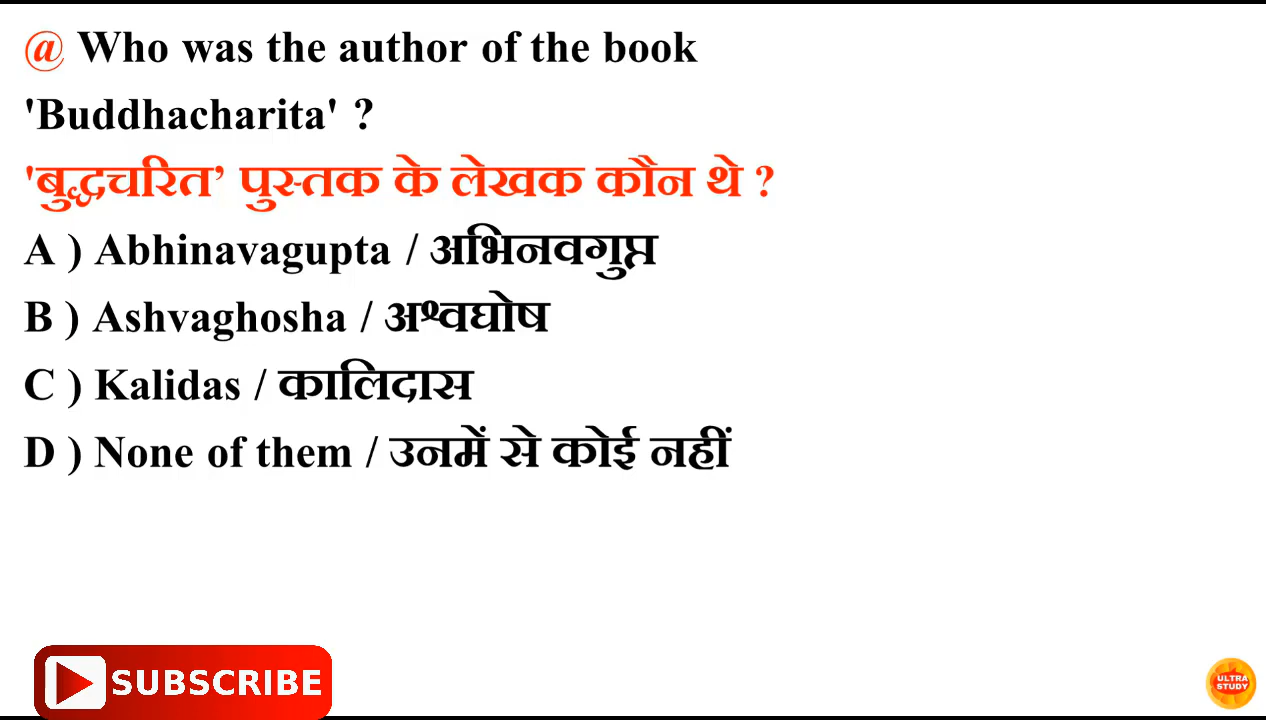 @ Who was the author of the book
'Buddhacharita' ?
'बुद्धचरित’ पुस्तक के लेखक कौन थे ?
A ) Abhinavagupta / अभिनवगुप्त
B ) Ashvaghosha / अश्वघोष
C ) Kalidas / कालिदास
D ) None of them / उनमें से कोई नहीं
SUBSCRIBE
ULTRA
STUDY